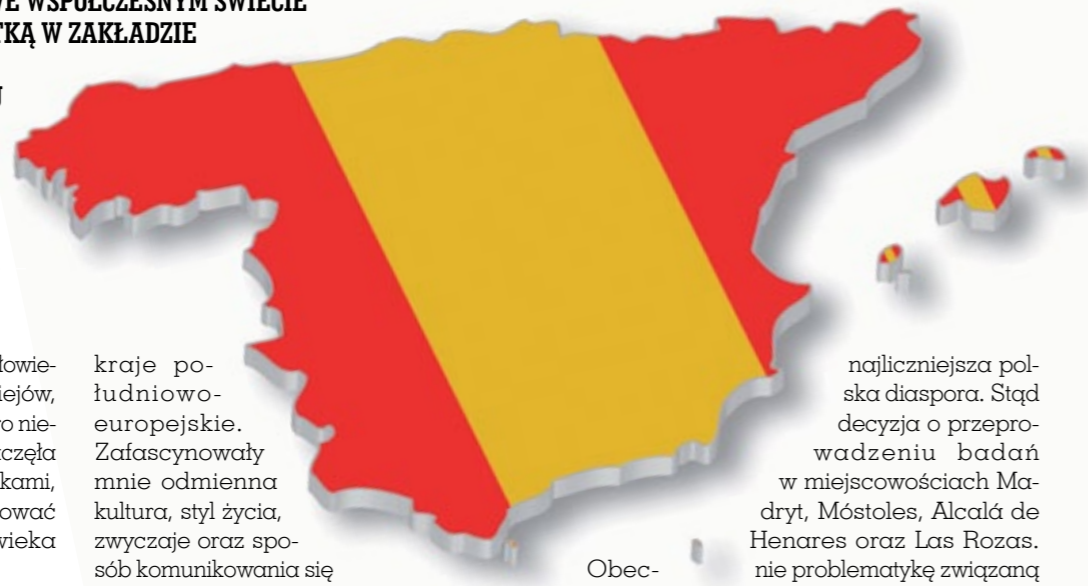 WE WSPÓŁCZESNYM ŚWIECIE
TKĄ W ZAKŁADZIE
łowie-
iejów,
o nie-
częła
kami,
ować
wieka
kraje po-
łudniowo-
europejskie.
Zafascynowały
mnie odmienna
kultura, styl życia,
zwyczaje oraz spo-
sób komunikowania się
Obec-
najliczniejsza pol-
ska diaspora. Stąd
decyzja o przepro-
wadzeniu badań
w miejscowościach Ma-
dryt, Móstoles, Alcalá de
Henares oraz Las Rozas.
nie problematykę związaną